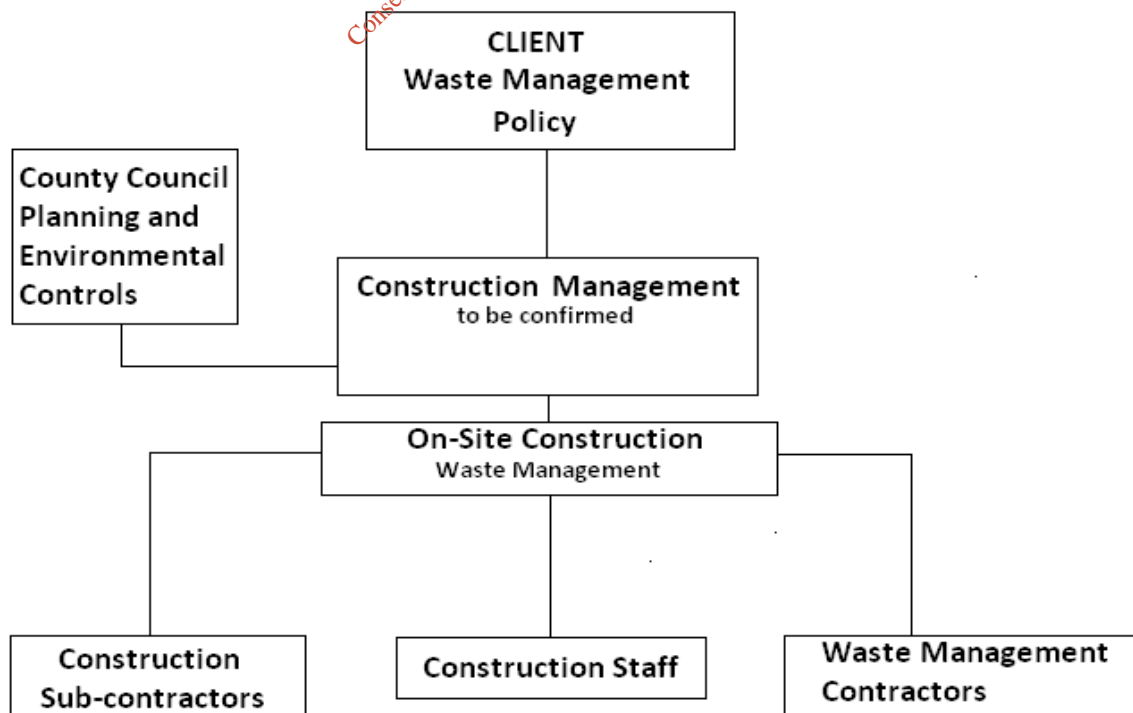 Conse
CLIENT
Waste Management
Policy
County Council
Planning and
Environmental
Controls
Construction Management
to be confirmed
On-Site Construction
Waste Management
Construction
Sub-contractors
Construction Staff
Waste Management
Contractors